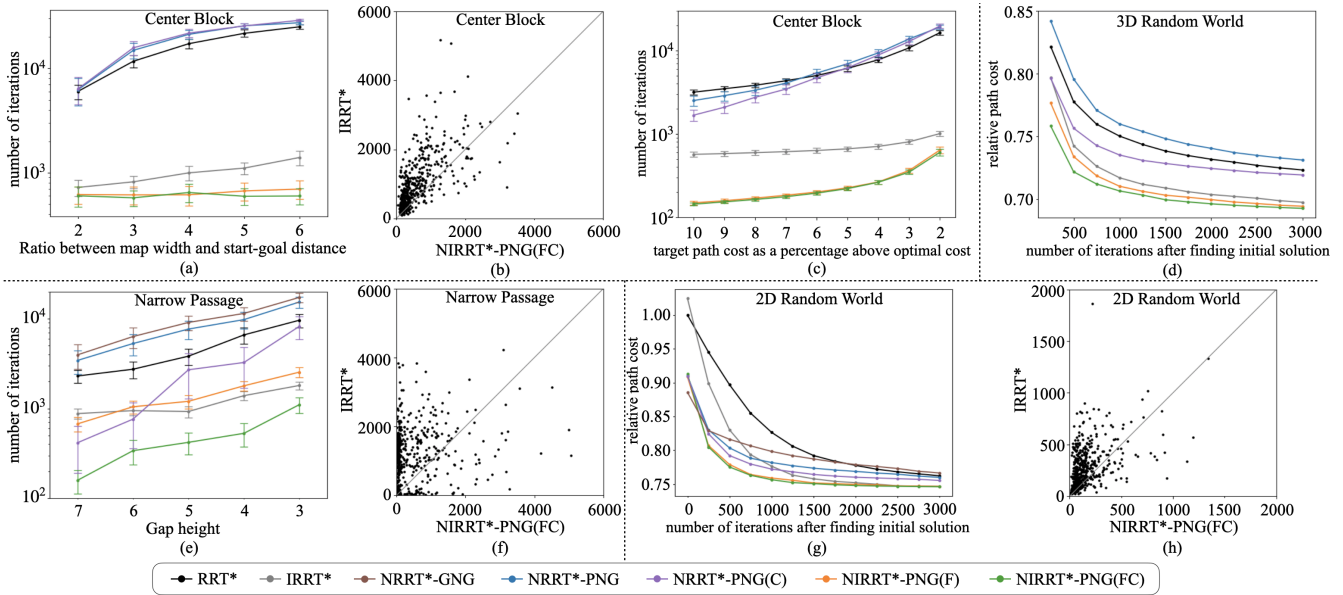 Center Block
number of iterations
10^4
10^3
2 3 4 5 6
Ratio between map width and start-goal distance
(a)
Center Block
IRRT*
6000
4000
2000
0
0 2000 4000 6000
NIRRT*-PNG(FC)
(b)
Center Block
number of iterations
10^4
10^3
10^2
10 9 8 7 6 5 4 3 2
target path cost as a percentage above optimal cost
(c)
3D Random World
relative path cost
0.85
0.80
0.75
0.70
500 1000 1500 2000 2500 3000
number of iterations after finding initial solution
(d)
Narrow Passage
number of iterations
10^4
10^3
10^2
7 6 5 4 3
Gap height
(e)
Narrow Passage
IRRT*
6000
4000
2000
0
0 2000 4000 6000
NIRRT*-PNG(FC)
(f)
2D Random World
relative path cost
1.00
0.95
0.90
0.85
0.80
0.75
0 500 1000 1500 2000 2500 3000
number of iterations after finding initial solution
(g)
2D Random World
IRRT*
2000
1500
1000
500
0
0 500 1000 1500 2000
NIRRT*-PNG(FC)
(h)
RRT* IRRT* NRRT*-GNG NRRT*-PNG NRRT*-PNG(C) NIRRT*-PNG(F) NIRRT*-PNG(FC)